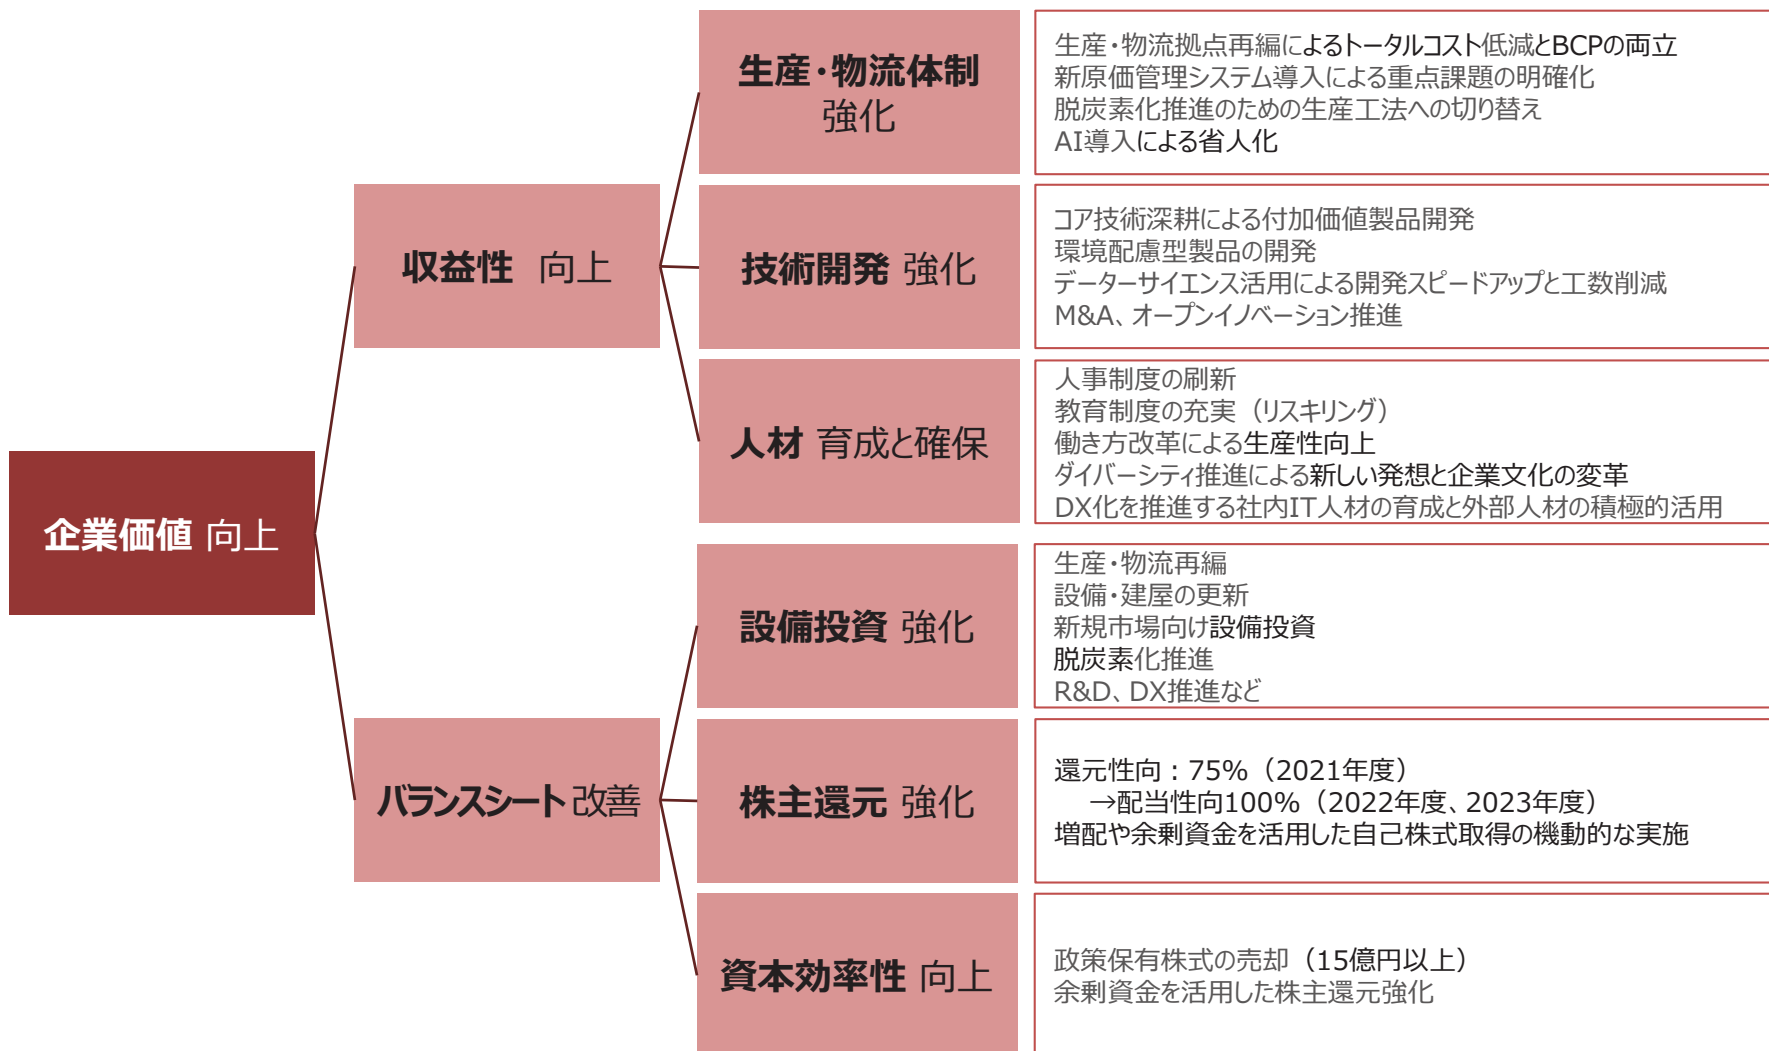 企業価値 向上
収益性 向上
生産・物流体制
強化
生産・物流拠点再編によるトータルコスト低減とBCPの両立
新原価管理システム導入による重点課題の明確化
脱炭素化推進のための生産工法への切り替え
AI導入による省人化
技術開発 強化
コア技術深耕による付加価値製品開発
環境配慮型製品の開発
データーサイエンス活用による開発スピードアップと工数削減
M&A、オープンイノベーション推進
人材 育成と確保
人事制度の刷新
教育制度の充実（リスキリング）
働き方改革による生産性向上
ダイバーシティ推進による新しい発想と企業文化の変革
DX化を推進する社内IT人材の育成と外部人材の積極的活用
バランスシート 改善
設備投資 強化
生産・物流再編
設備・建屋の更新
新規市場向け設備投資
脱炭素化推進
R&D、DX推進など
株主還元 強化
還元性向：75%（2021年度）
→配当性向100%（2022年度、2023年度）
増配や余剰資金を活用した自己株式取得の機動的な実施
資本効率性 向上
政策保有株式の売却（15億円以上）
余剰資金を活用した株主還元強化